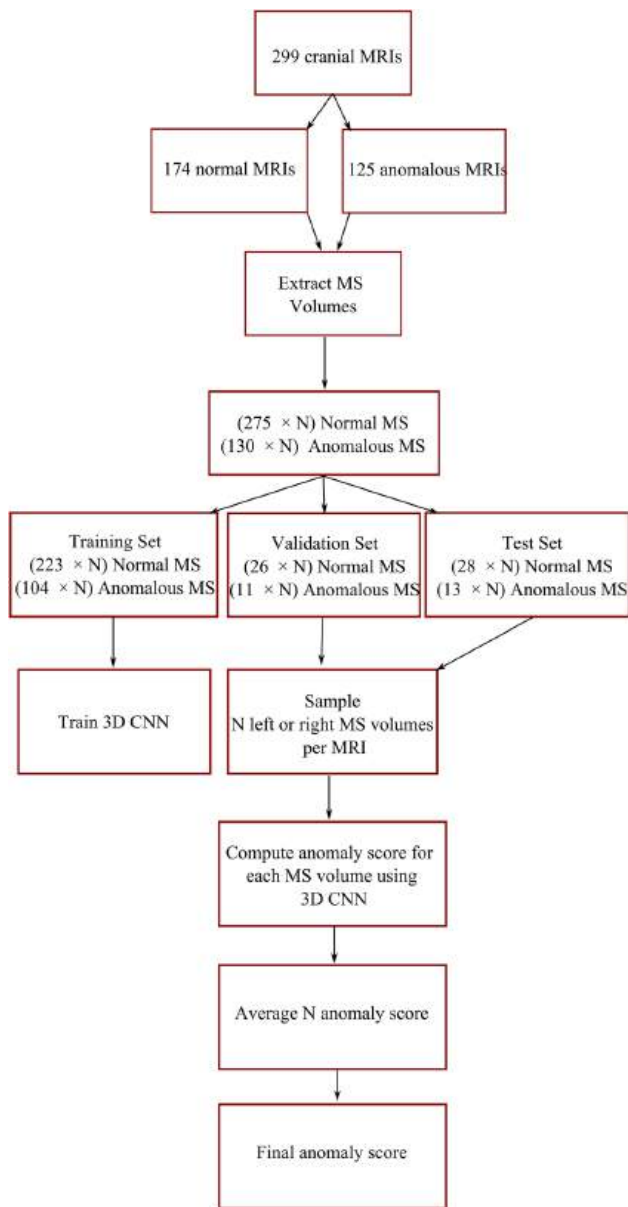 299 cranial MRIs
174 normal MRIs
125 anomalous MRIs
Extract MS
Volumes
(275 × N) Normal MS
(130 × N) Anomalous MS
Training Set
(223 × N) Normal MS
(104 × N) Anomalous MS
Validation Set
(26 × N) Normal MS
(11 × N) Anomalous MS
Test Set
(28 × N) Normal MS
(13 × N) Anomalous MS
Train 3D CNN
Sample
N left or right MS volumes
per MRI
Compute anomaly score for
each MS volume using
3D CNN
Average N anomaly score
Final anomaly score